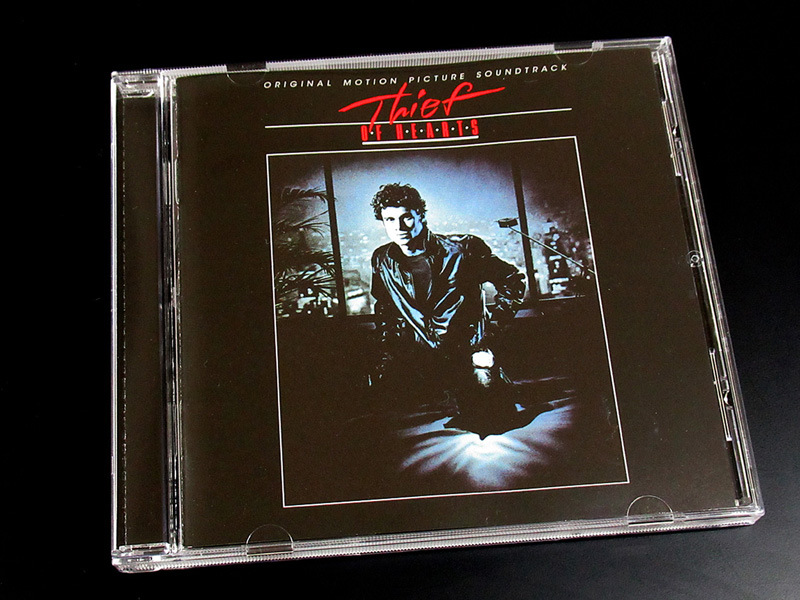 ORIGINAL MOTION PICTURE SOUNDTRACK
Thief
OF HEARTS